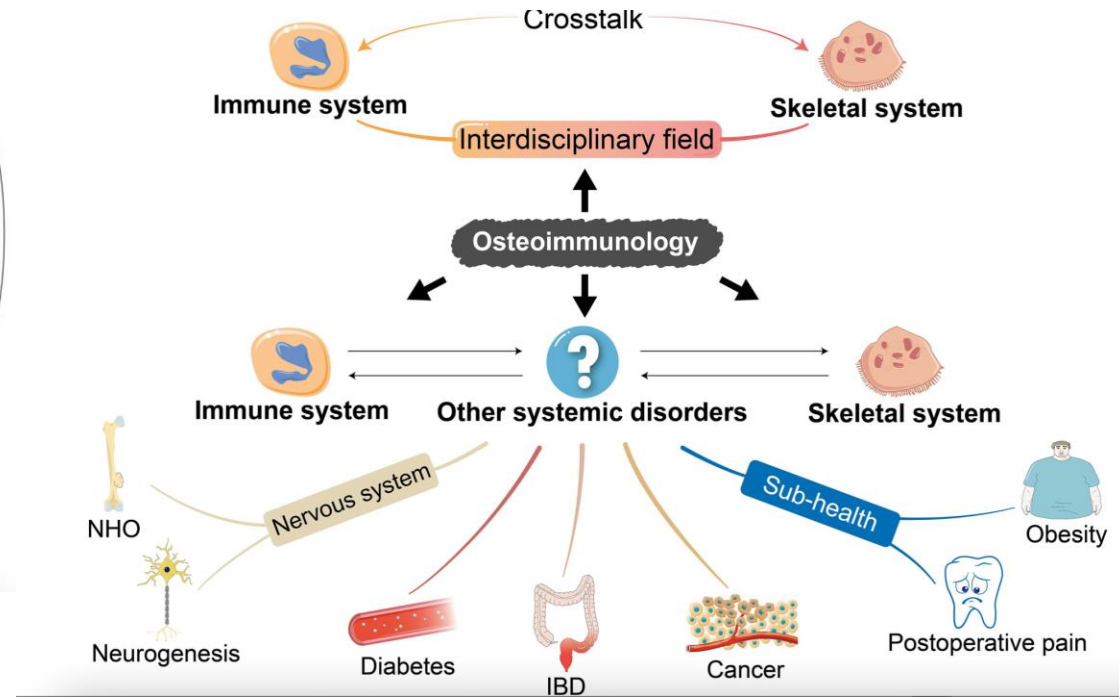 Crosstalk
Immune system
Skeletal system
Interdisciplinary field
Osteoimmunology
?
Immune system
Other systemic disorders
Skeletal system
Nervous system
Sub-health
NHO
Obesity
Neurogenesis
Diabetes
IBD
Cancer
Postoperative pain